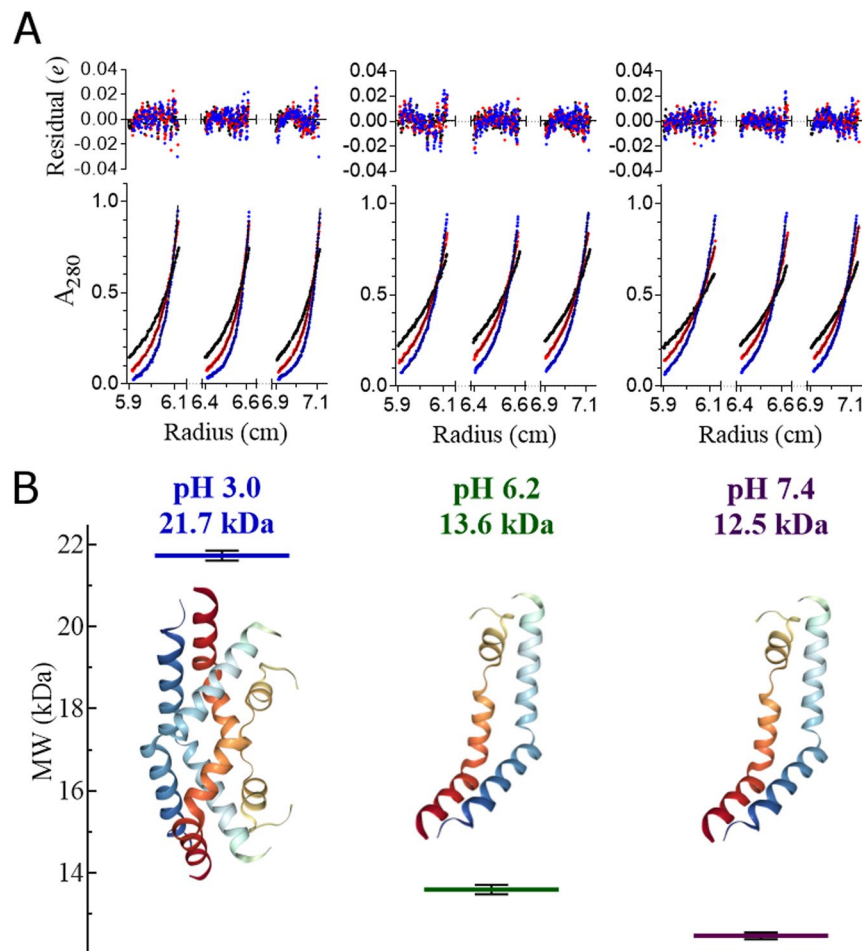 A
Residual (e)
0.04
0.02
0.00
-0.02
-0.04
0.04
0.02
0.00
-0.02
-0.04
0.04
0.02
0.00
-0.02
-0.04
A280
1.0
0.5
0.0
1.0
0.5
0.0
1.0
0.5
0.0
5.9 6.1 6.4 6.6 6.9 7.1
5.9 6.1 6.4 6.6 6.9 7.1
5.9 6.1 6.4 6.6 6.9 7.1
Radius (cm) Radius (cm) Radius (cm)
B
pH 3.0 pH 6.2 pH 7.4
21.7 kDa 13.6 kDa 12.5 kDa
MW (kDa)
22
20
18
16
14